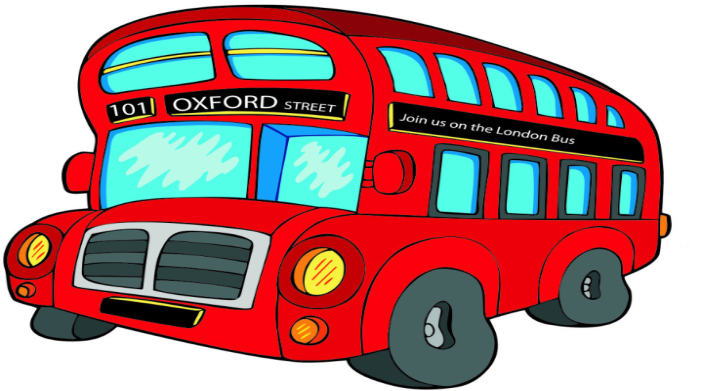 101 OXFORD STREET
Join us on the London Bus